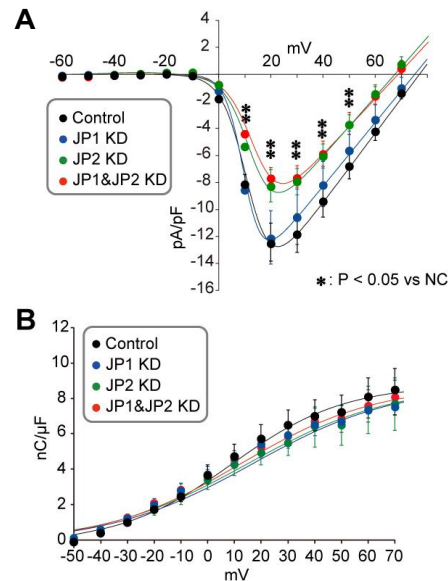 A
4
mV
2
-60 -40 -20 0 20 40 60 80
-2
-4
-6
-8
-10
-12
-14
-16
pA/pF
Control
JP1 KD
JP2 KD
JP1&JP2 KD
* * * * *
* * * * *
*: P < 0.05 vs NC
B
12
10
8
6
4
2
0
nC/µF
Control
JP1 KD
JP2 KD
JP1&JP2 KD
-50 -40 -30 -20 -10 0 10 20 30 40 50 60 70
mV